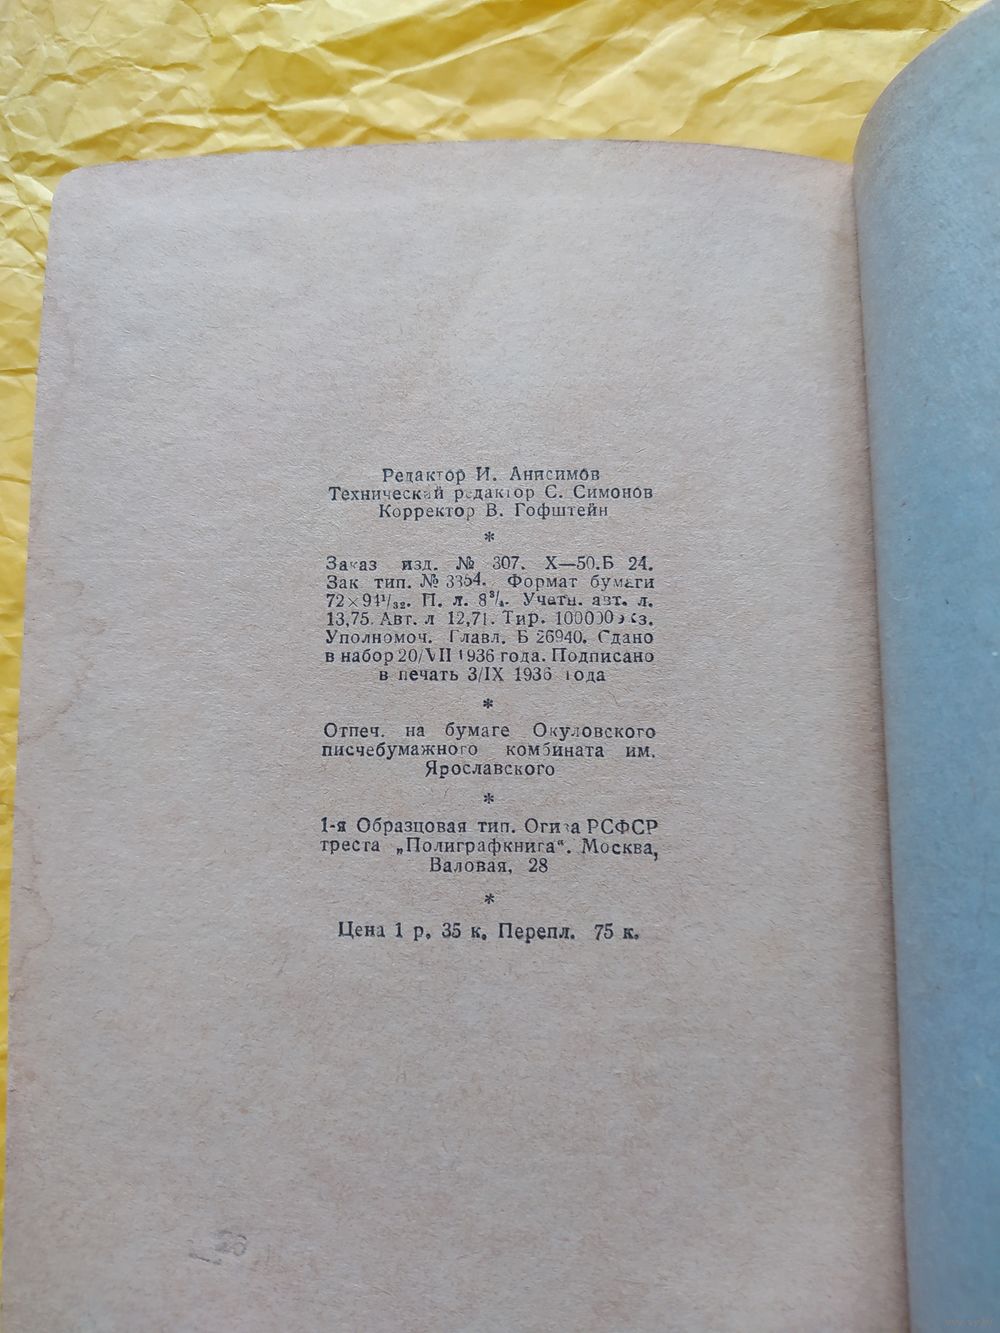 Редактор И. Анисимов
Технический редактор С. Симонов
Корректор В. Гофштейн
*
Заказ изд. № 307. X—50.Б 24.
Зак. тип. № 3354. Формат бумаги
72×94¹/₃₂. П. л. 8³/₄. Учетн. авт. л.
13,75. Авт. л 12,71. Тир. 100000 экз.
Уполномоч. Главл. Б 26940. Сдано
в набор 20/VII 1936 года. Подписано
в печать 3/IX 1936 года
*
Отпеч. на бумаге Окуловского
писчебумажного комбината им.
Ярославского
*
1-я Образцовая тип. Огиза РСФСР
треста „Полиграфкнига“. Москва,
Валовая, 28
*
Цена 1 р. 35 к. Перепл. 75 к.